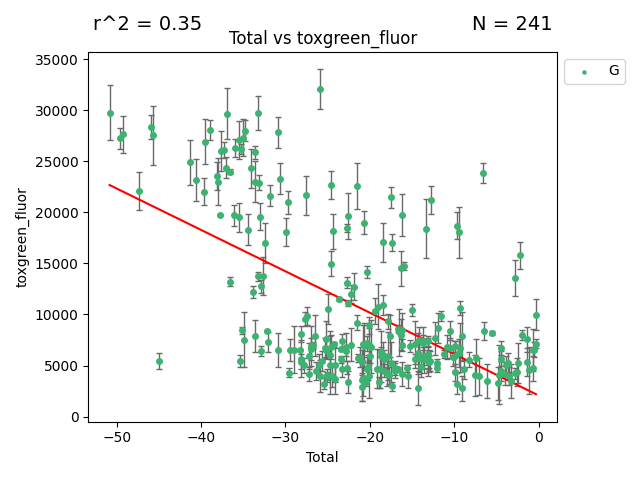 r^2 = 0.35
N = 241
Total vs toxgreen_fluor
G
35000
30000
25000
20000
15000
10000
5000
0
toxgreen_fluor
−50
−40
−30
−20
−10
0
Total